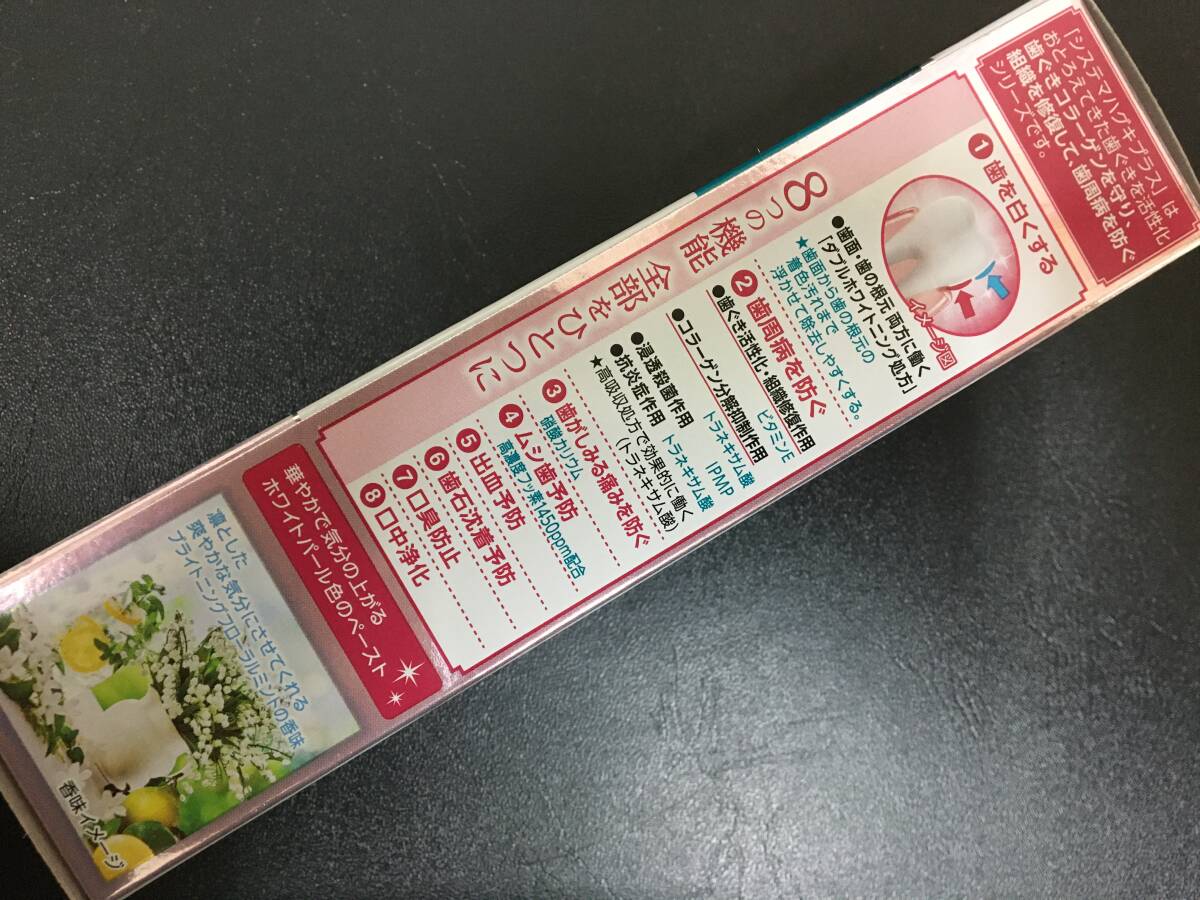 「システマハグキプラス」は
おとろえてきた歯ぐきを活性化
歯ぐきコラーゲンを守り、
組織を修復して、歯周病を防ぐ
シリーズです。
8つの機能
全部をひとつに
1 歯を白くする
イメージ図
●歯面・歯の根元 両方に働く
「ダブルホワイトニング処方」
★歯面から歯の根元の
着色汚れまで
浮かせて除去しやすくする。
2 歯周病を防ぐ
●歯ぐき活性化・組織修復作用
ビタミンE
●コラーゲン分解抑制作用
トラネキサム酸
●浸透殺菌作用 IPMP
●抗炎症作用 トラネキサム酸
★高吸収処方で効果的に働く
(トラネキサム酸)
3 歯がしみる痛みを防ぐ
硝酸カリウム
4 ムシ歯予防
高濃度フッ素1450ppm配合
5 出血予防
6 歯石沈着予防
7 口臭防止
8 口中浄化
華やかで気分の上がる
ホワイトパール色のペースト
凛とした
爽やかな気分にさせてくれる
ブライトニングフローラルミントの香味
香味イメージ